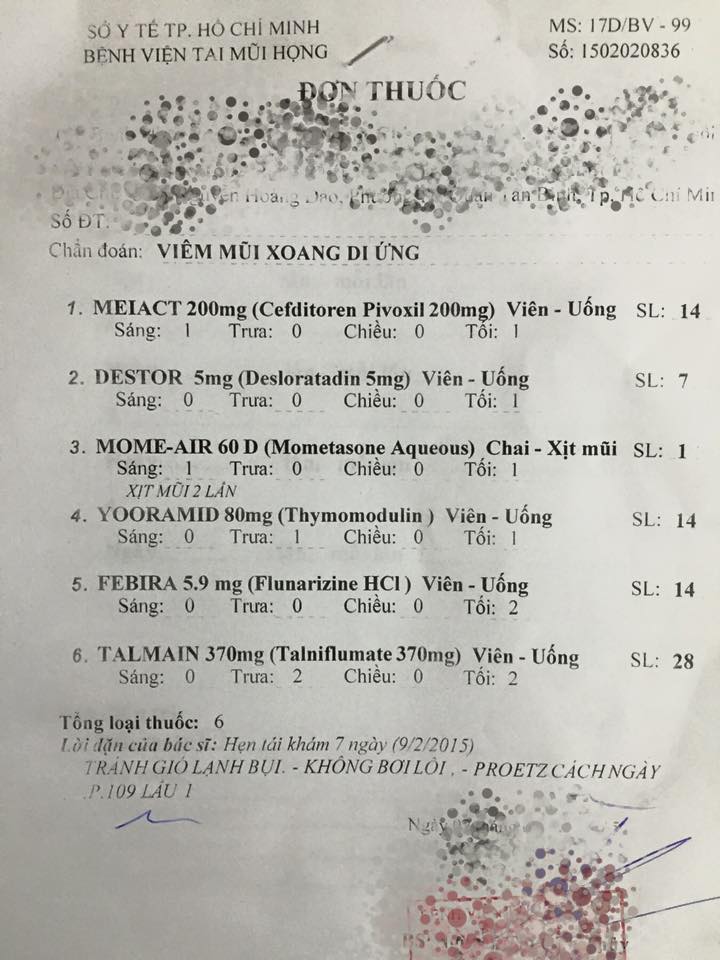 SỞ Y TẾ TP. HỒ CHÍ MINH
BỆNH VIỆN TAI MŨI HỌNG
MS: 17D/BV - 99
Số: 1502020836
ĐƠN THUỐC
Hoàng Đạo, Tân Bình, Tp. Hồ Chí Min
Số ĐT:
Chẩn đoán: VIÊM MŨI XOANG DỊ ỨNG
1. MEIACT 200mg (Cefditoren Pivoxil 200mg) Viên - Uống SL: 14
Sáng: 1 Trưa: 0 Chiều: 0 Tối: 1
2. DESTOR 5mg (Desloratadin 5mg) Viên - Uống SL: 7
Sáng: 0 Trưa: 0 Chiều: 0 Tối: 1
3. MOME-AIR 60 D (Mometasone Aqueous) Chai - Xịt mũi SL: 1
Sáng: 1 Trưa: 0 Chiều: 0 Tối: 1
XỊT MŨI 2 LẦN
4. YOORAMID 80mg (Thymomodulin ) Viên - Uống SL: 14
Sáng: 0 Trưa: 1 Chiều: 0 Tối: 1
5. FEBIRA 5.9 mg (Flunarizine HCl ) Viên - Uống SL: 14
Sáng: 0 Trưa: 0 Chiều: 0 Tối: 2
6. TALMAIN 370mg (Talniflumate 370mg) Viên - Uống SL: 28
Sáng: 0 Trưa: 2 Chiều: 0 Tối: 2
Tổng loại thuốc: 6
Lời dặn của bác sĩ: Hẹn tái khám 7 ngày (9/2/2015)
TRÁNH GIÓ LẠNH BỤI. - KHÔNG BƠI LỘI , - PROETZ CÁCH NGÀY
.P.109 LẦU 1
Ngày